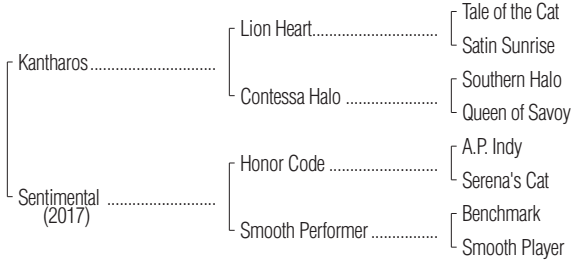 Tale of the Cat
Lion Heart
Satin Sunrise
Kantharos
Southern Halo
Contessa Halo
Queen of Savoy
A.P. Indy
Honor Code
Serena's Cat
Sentimental
(2017)
Benchmark
Smooth Performer
Smooth Player